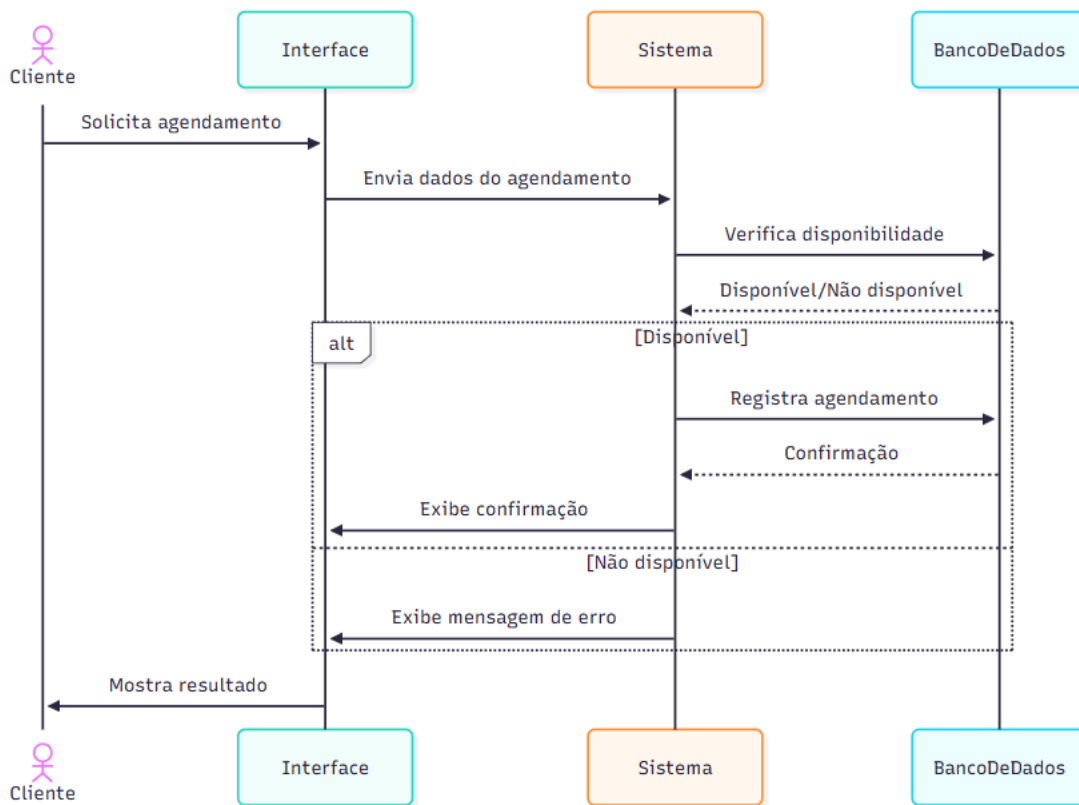 Cliente
Interface
Sistema
BancoDeDados
Solicita agendamento
Envia dados do agendamento
Verifica disponibilidade
Disponível/Não disponível
alt
[Disponível]
Registra agendamento
Confirmação
Exibe confirmação
[Não disponível]
Exibe mensagem de erro
Mostra resultado
Cliente
Interface
Sistema
BancoDeDados